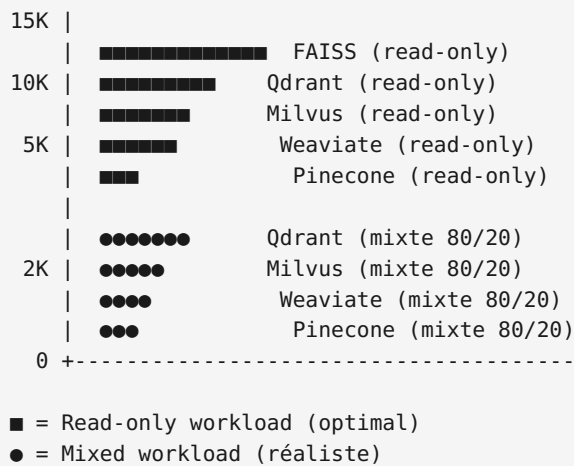 15K |
    |  ■■■■■■■■■■■■■  FAISS (read-only)
10K |  ■■■■■■■■■    Qdrant (read-only)
    |  ■■■■■■■      Milvus (read-only)
 5K |  ■■■■■■        Weaviate (read-only)
    |  ■■■            Pinecone (read-only)
    |
    |  ●●●●●●●      Qdrant (mixte 80/20)
 2K |  ●●●●●        Milvus (mixte 80/20)
    |  ●●●●          Weaviate (mixte 80/20)
    |  ●●●            Pinecone (mixte 80/20)
  0 +---------------------------------------
■ = Read-only workload (optimal)
● = Mixed workload (réaliste)